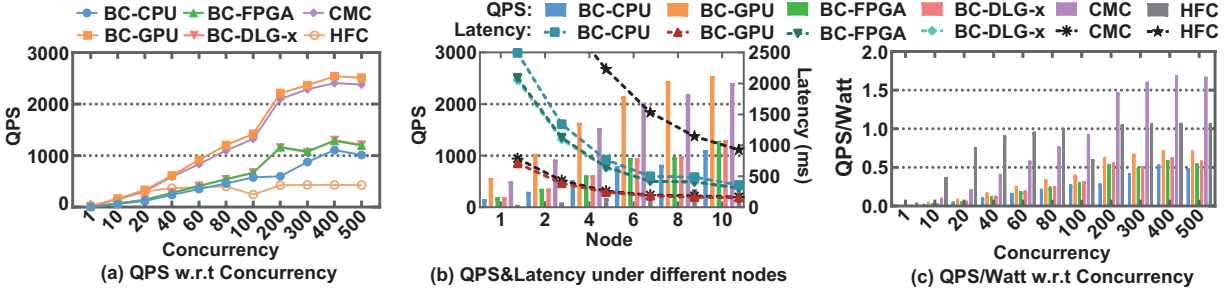 BC-CPU BC-FPGA CMC
BC-GPU BC-DLG-x HFC
3000
2000
1000
0
QPS
1 10 20 40 60 80 100 200 300 400 500
Concurrency
(a) QPS w.r.t Concurrency
QPS: BC-CPU BC-GPU BC-FPGA BC-DLG-x CMC HFC
Latency: BC-CPU BC-GPU BC-FPGA BC-DLG-x CMC HFC
3000
2000
1000
0
QPS
2500
2000
1500
1000
500
0
Latency (ms)
1 2 4 6 8 10
Node
(b) QPS&Latency under different nodes
2.0
1.5
1.0
0.5
0.0
QPS/Watt
1 10 20 40 60 80 100 200 300 400 500
Concurrency
(c) QPS/Watt w.r.t Concurrency